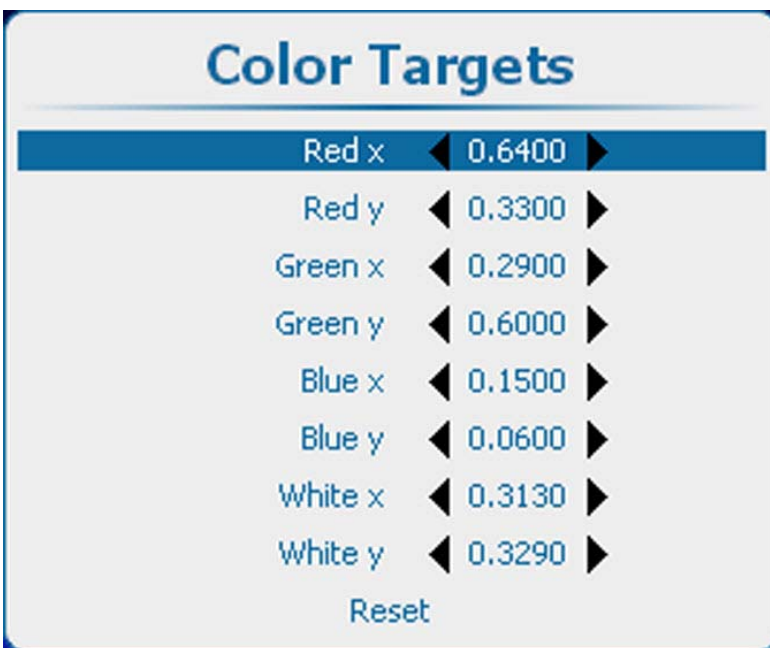 Color Targets
Red x 0.6400
Red y 0.3300
Green x 0.2900
Green y 0.6000
Blue x 0.1500
Blue y 0.0600
White x 0.3130
White y 0.3290
Reset